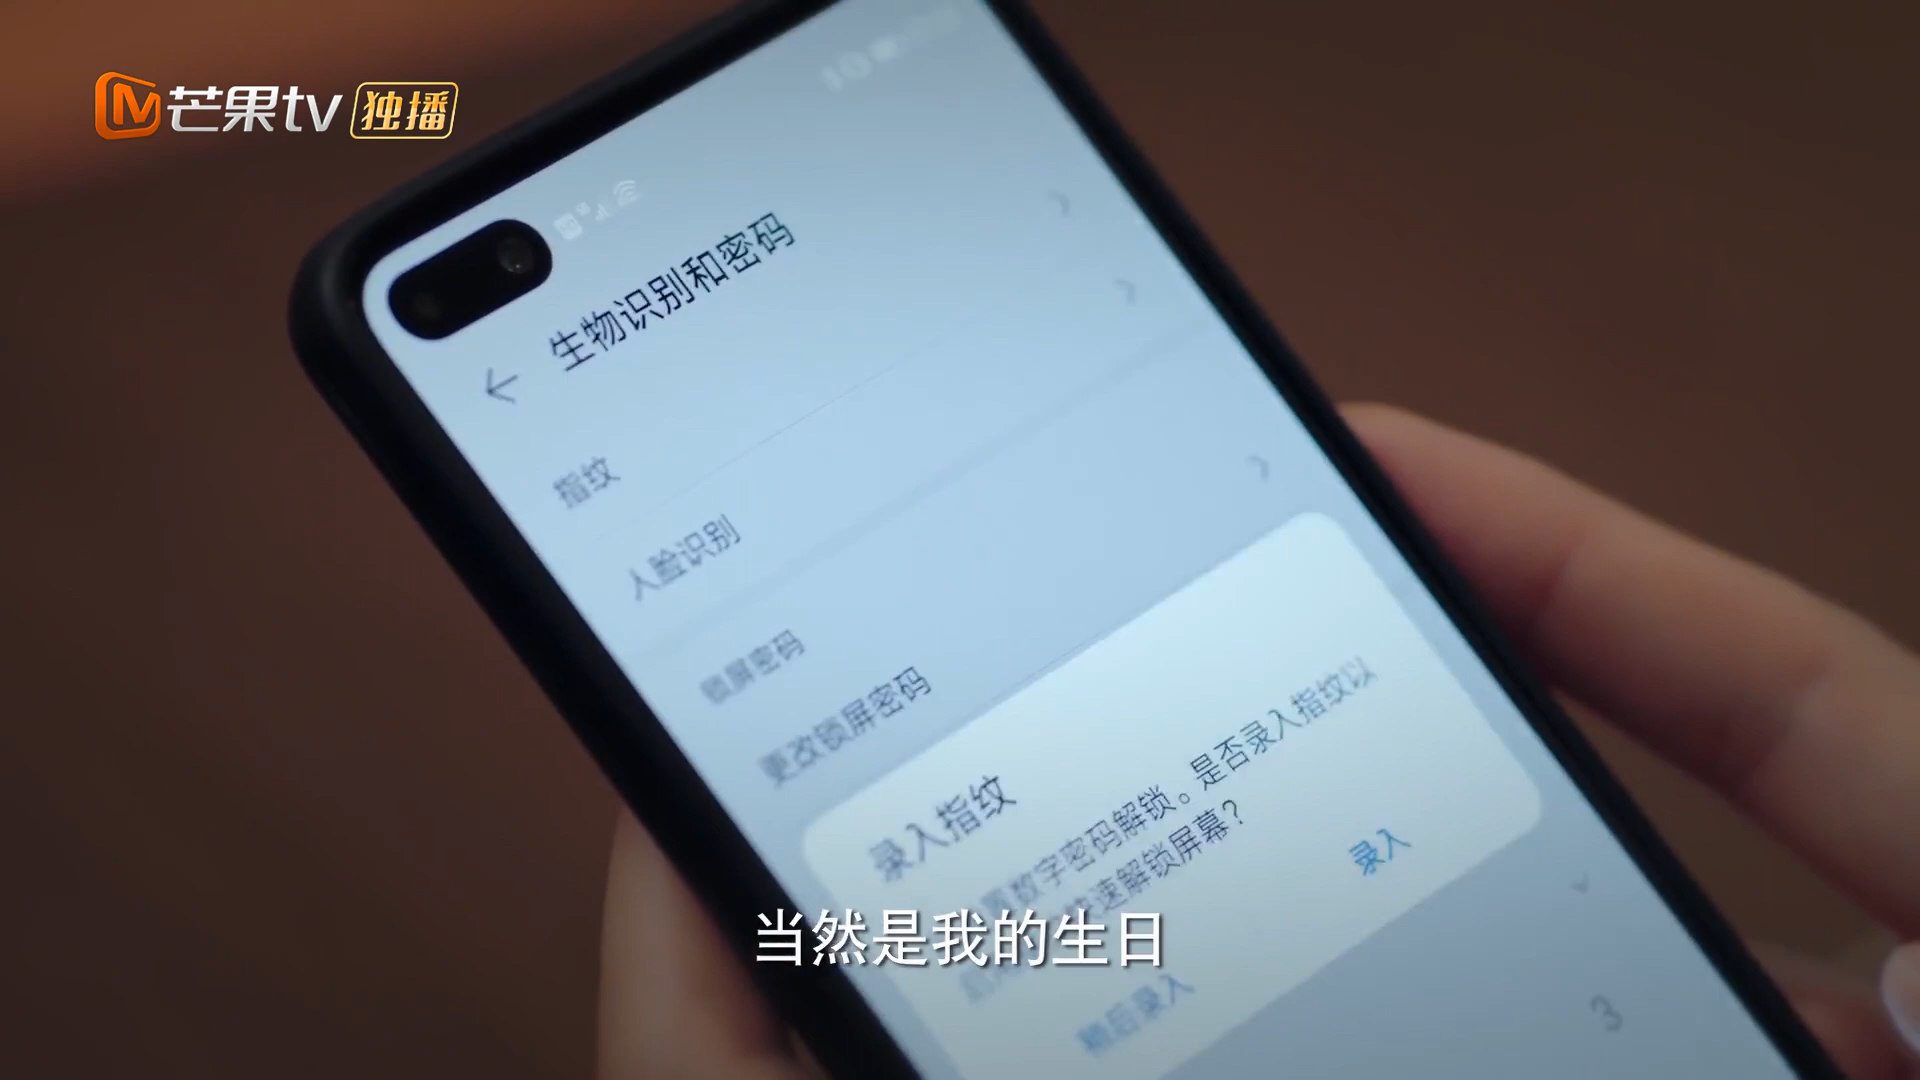 芒果tv 独播
生物识别和密码
指纹
人脸识别
锁屏密码
更改锁屏密码
录入指纹
数字密码解锁。是否录入指纹以
快速解锁屏幕？
稍后录入
录入
当然是我的生日
3